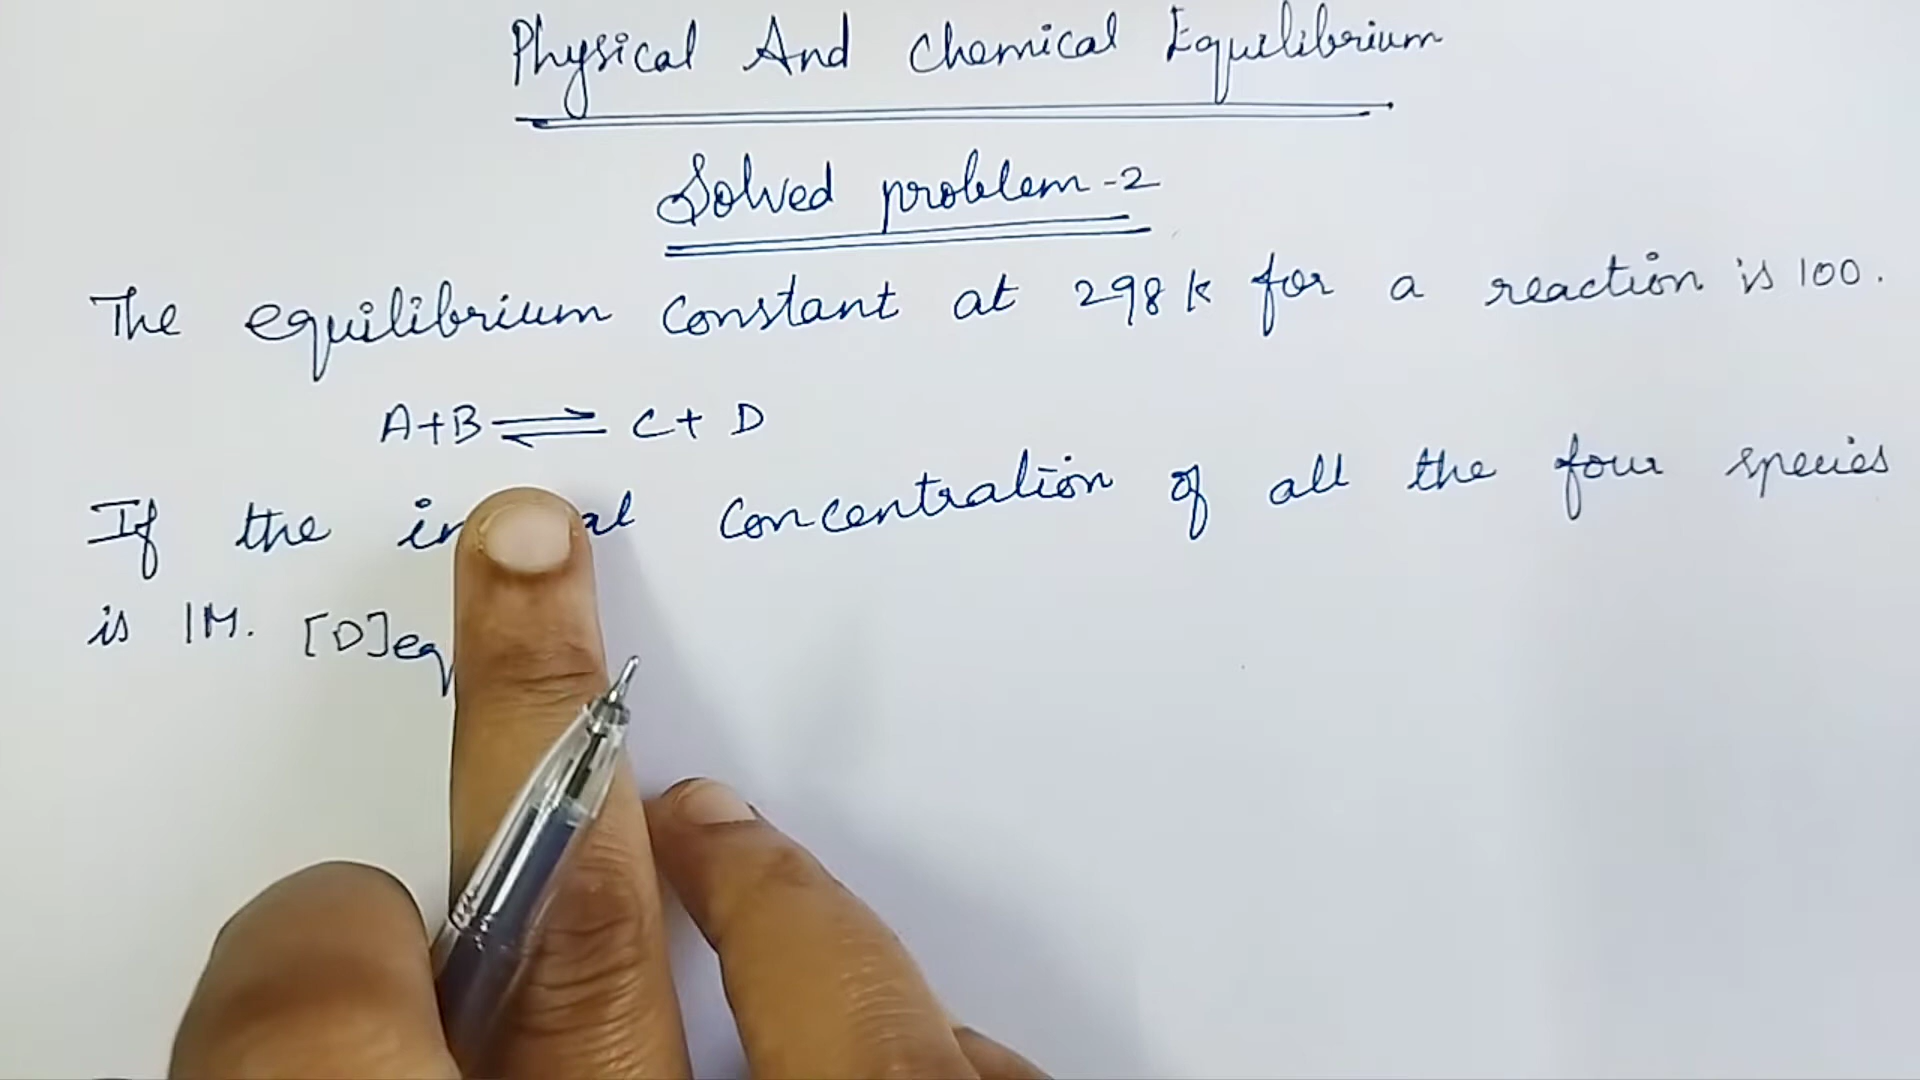 Physical And Chemical Equilibrium
Solved problem-2
The equilibrium constant at 298 k for a reaction is 100.
A+B ⇌ C+ D
If the concentration of all the four species
is 1M. [D]eq